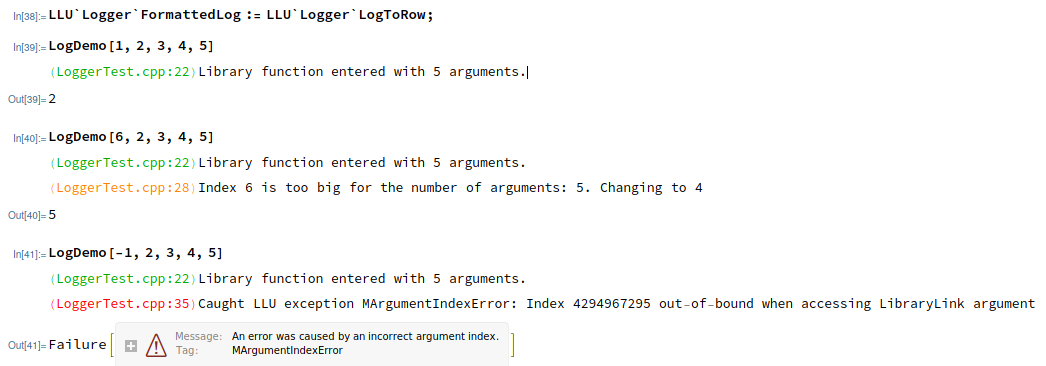 In[38]:= LLU`Logger`FormattedLog := LLU`Logger`LogToRow;
In[39]:= LogDemo[1, 2, 3, 4, 5]
(LoggerTest.cpp:22) Library function entered with 5 arguments.
Out[39]= 2
In[40]:= LogDemo[6, 2, 3, 4, 5]
(LoggerTest.cpp:22) Library function entered with 5 arguments.
(LoggerTest.cpp:28) Index 6 is too big for the number of arguments: 5. Changing to 4
Out[40]= 5
In[41]:= LogDemo[-1, 2, 3, 4, 5]
(LoggerTest.cpp:22) Library function entered with 5 arguments.
(LoggerTest.cpp:35) Caught LLU exception MArgumentIndexError: Index 4294967295 out-of-bound when accessing LibraryLink argument
Out[41]= Failure[ Message: An error was caused by an incorrect argument index.
Tag: MArgumentIndexError ]